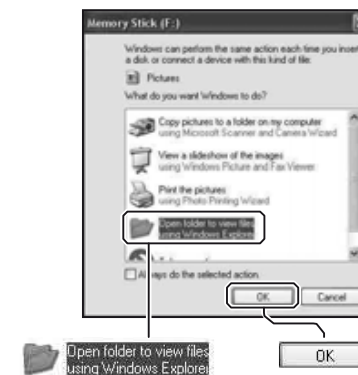 Memory Stick (F:)
Windows can perform the same action each time you insert
a disk or connect a device with this kind of file:
Pictures
What do you want Windows to do?
Copy pictures to a folder on my computer
using Microsoft Scanner and Camera Wizard
View a slideshow of the images
using Windows Picture and Fax Viewer
Print the pictures
using Photo Printing Wizard
Open folder to view files
using Windows Explorer
Always do the selected action.
OK Cancel
Open folder to view files
using Windows Explorer
OK